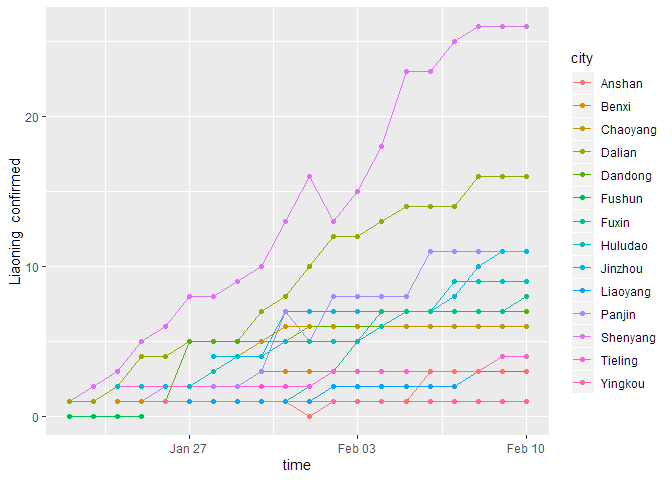 Liaoning confirmed
20
10
0
Jan 27
Feb 03
Feb 10
time
city
Anshan
Benxi
Chaoyang
Dalian
Dandong
Fushun
Fuxin
Huludao
Jinzhou
Liaoyang
Panjin
Shenyang
Tieling
Yingkou